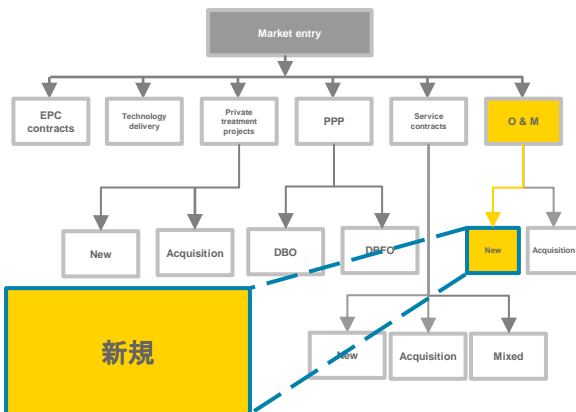 Market entry
EPC
contracts
Technology
delivery
Private
treatment
projects
PPP
Service
contracts
O & M
New
Acquisition
DBO
DBFO
New
Acquisition
新規
New
Acquisition
Mixed